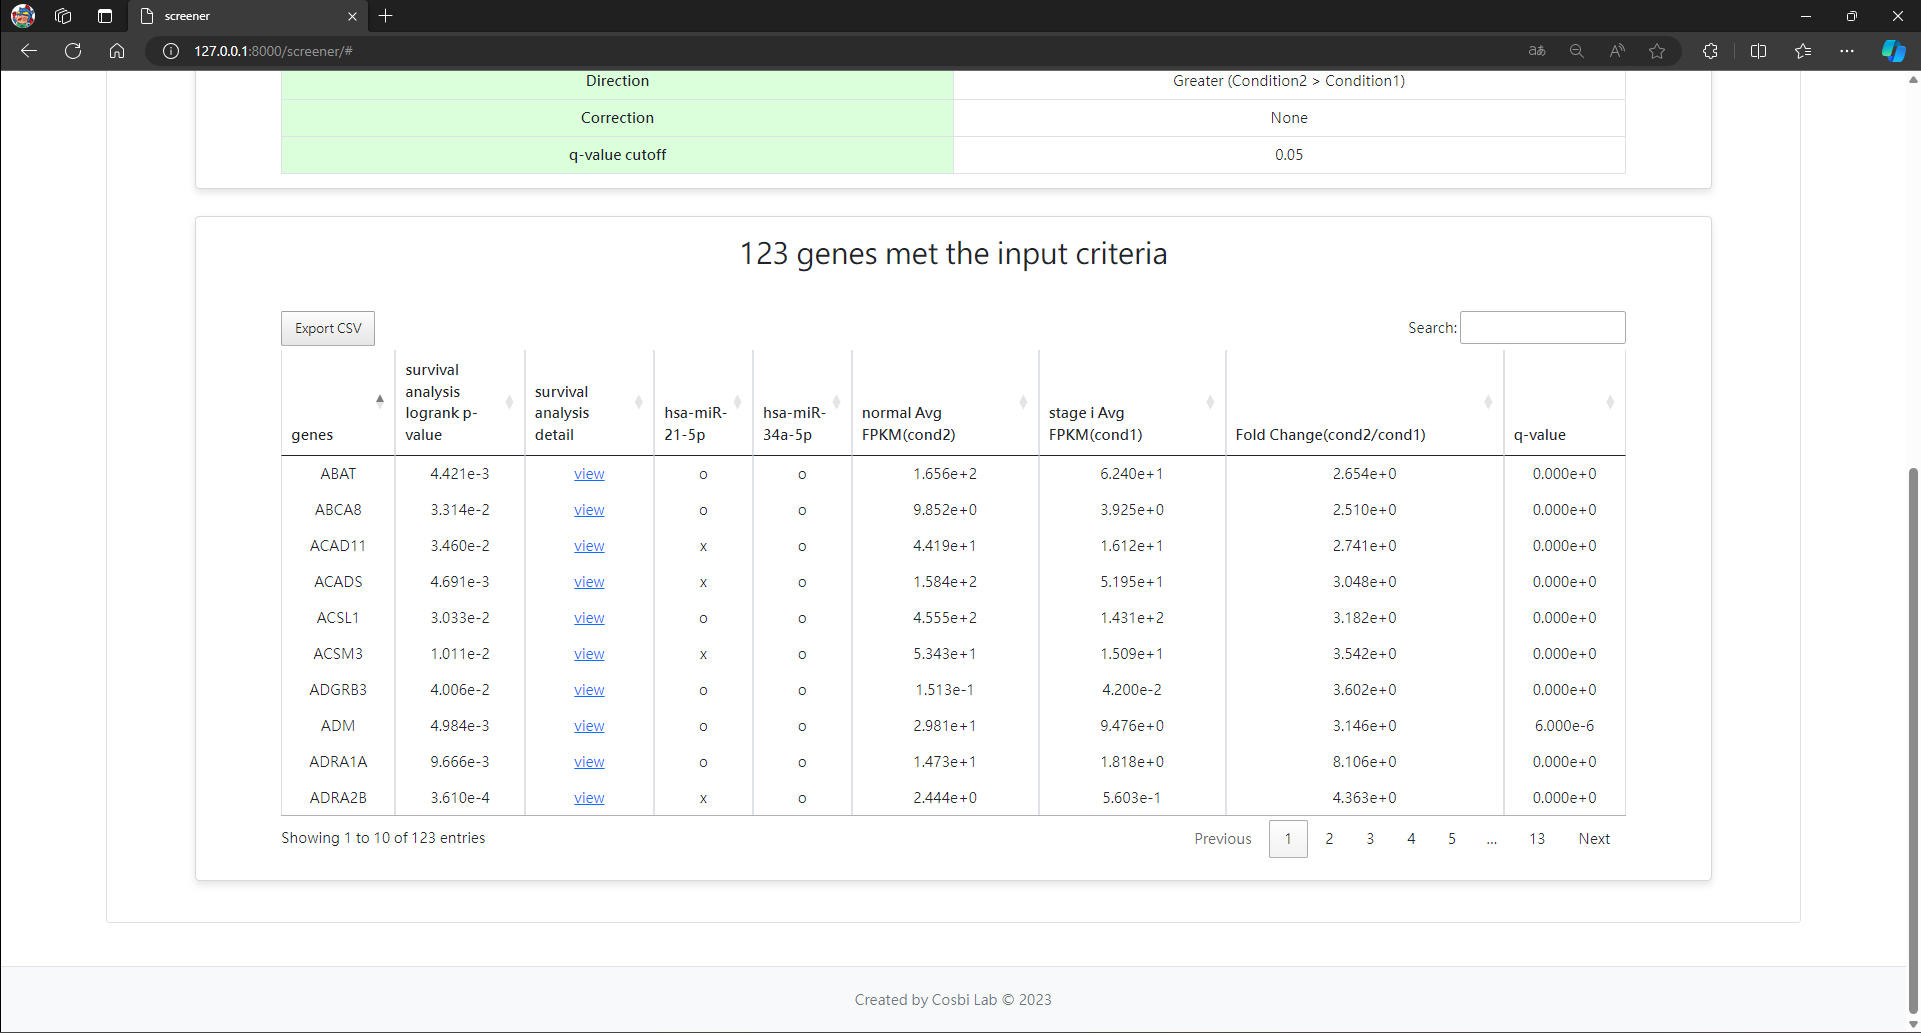 screener
127.0.0.1:8000/screener/#
Direction Greater (Condition2 > Condition1)
Correction None
q-value cutoff 0.05
123 genes met the input criteria
Export CSV Search:
genes survival analysis logrank p-value survival analysis detail hsa-miR-21-5p hsa-miR-34a-5p normal Avg FPKM(cond2) stage i Avg FPKM(cond1) Fold Change(cond2/cond1) q-value
ABAT 4.421e-3 view o o 1.656e+2 6.240e+1 2.654e+0 0.000e+0
ABCA8 3.314e-2 view o o 9.852e+0 3.925e+0 2.510e+0 0.000e+0
ACAD11 3.460e-2 view x o 4.419e+1 1.612e+1 2.741e+0 0.000e+0
ACADS 4.691e-3 view x o 1.584e+2 5.195e+1 3.048e+0 0.000e+0
ACSL1 3.033e-2 view o o 4.555e+2 1.431e+2 3.182e+0 0.000e+0
ACSM3 1.011e-2 view x o 5.343e+1 1.509e+1 3.542e+0 0.000e+0
ADGRB3 4.006e-2 view o o 1.513e-1 4.200e-2 3.602e+0 0.000e+0
ADM 4.984e-3 view o o 2.981e+1 9.476e+0 3.146e+0 6.000e-6
ADRA1A 9.666e-3 view o o 1.473e+1 1.818e+0 8.106e+0 0.000e+0
ADRA2B 3.610e-4 view x o 2.444e+0 5.603e-1 4.363e+0 0.000e+0
Showing 1 to 10 of 123 entries Previous 1 2 3 4 5 ... 13 Next
Created by Cosbi Lab © 2023